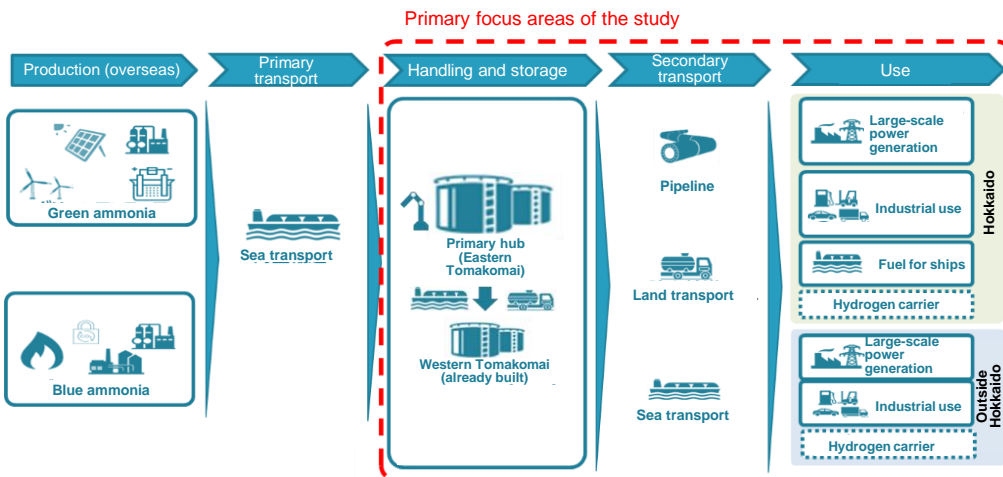 Primary focus areas of the study
Production (overseas)
Primary
transport
Handling and storage
Secondary
transport
Use
Green ammonia
Blue ammonia
Sea transport
Primary hub
(Eastern
Tomakomai)
Western Tomakomai
(already built)
Pipeline
Land transport
Sea transport
Large-scale
power
generation
Industrial use
Fuel for ships
Hydrogen carrier
Hokkaido
Large-scale
power
generation
Industrial use
Hydrogen carrier
Outside
Hokkaido